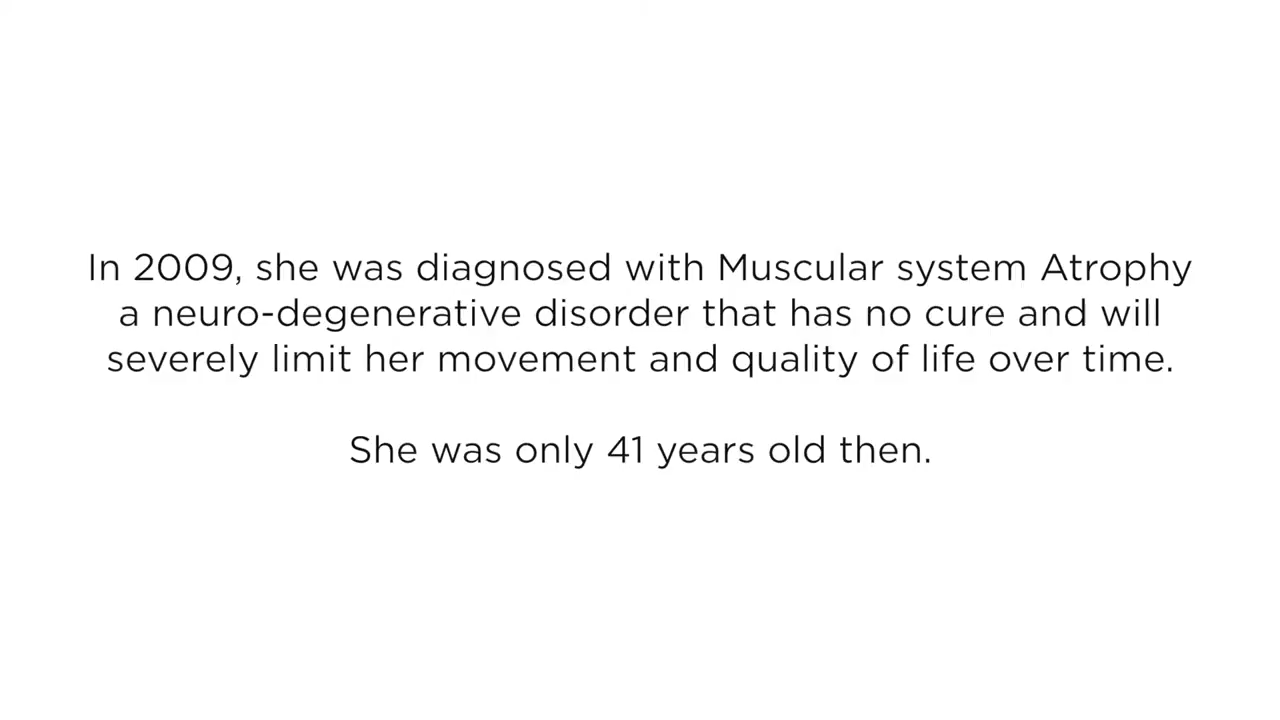 In 2009, she was diagnosed with Muscular system Atrophy
a neuro-degenerative disorder that has no cure and will
severely limit her movement and quality of life over time.
She was only 41 years old then.